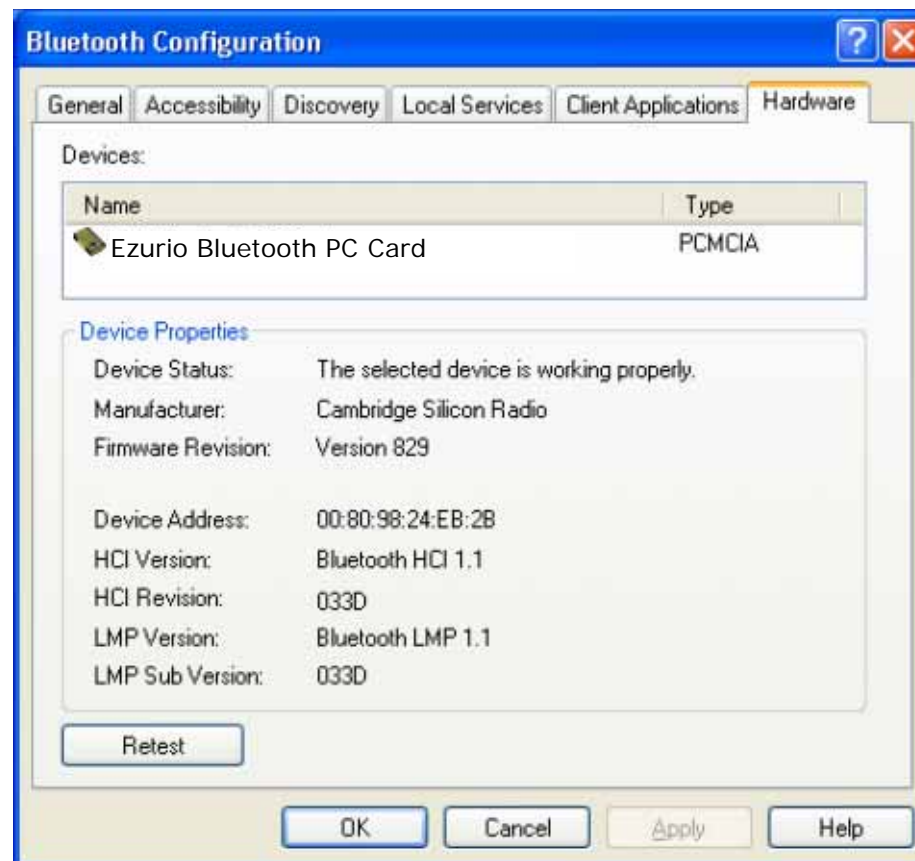 Bluetooth Configuration
General Accessibility Discovery Local Services Client Applications Hardware
Devices:
Name Type
Ezurio Bluetooth PC Card PCMCIA
Device Properties
Device Status: The selected device is working properly.
Manufacturer: Cambridge Silicon Radio
Firmware Revision: Version 829
Device Address: 00:80:98:24:EB:2B
HCI Version: Bluetooth HCI 1.1
HCI Revision: 033D
LMP Version: Bluetooth LMP 1.1
LMP Sub Version: 033D
Retest
OK Cancel Apply Help